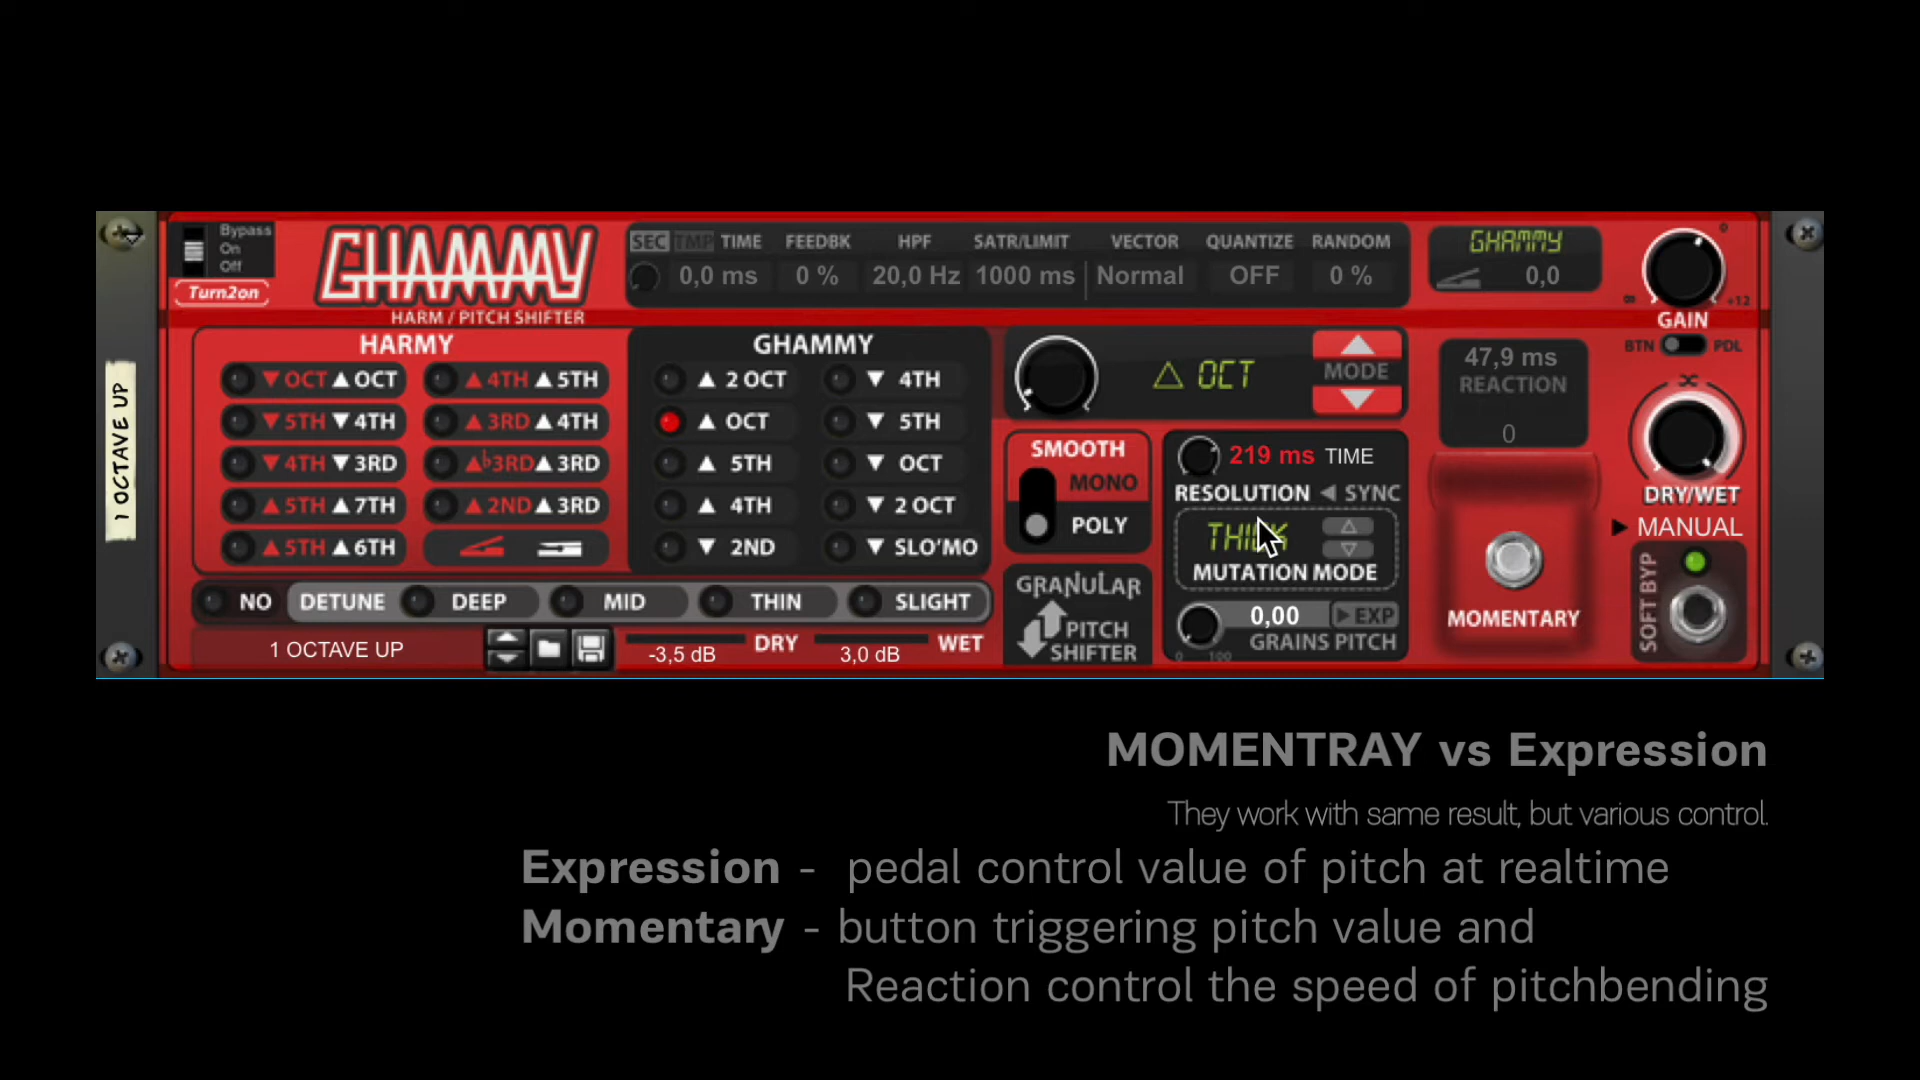 Bypass
On
Off
Turn2on
GHAMMY
HARM / PITCH SHIFTER
SEC TMP TIME FEEDBK HPF SATR/LIMIT VECTOR QUANTIZE RANDOM
0,0 ms 0 % 20,0 Hz 1000 ms Normal OFF 0 %
GHAMMY
0,0
0
∞ +12
GAIN
BTN PDL
1 OCTAVE UP
HARMY
▼OCT▲OCT ▲4TH▲5TH
▼5TH▼4TH ▲3RD▲4TH
▼4TH▼3RD ▲♭3RD▲3RD
▲5TH▲7TH ▲2ND▲3RD
▲5TH▲6TH
GHAMMY
▲ 2 OCT ▼ 4TH
▲ OCT ▼ 5TH
▲ 5TH ▼ OCT
▲ 4TH ▼ 2 OCT
▼ 2ND ▼ SLO'MO
NO DETUNE DEEP MID THIN SLIGHT
1 OCTAVE UP
-3,5 dB DRY 3,0 dB WET
△ OCT
MODE
SMOOTH
MONO
POLY
GRANULAR
PITCH
SHIFTER
219 ms TIME
RESOLUTION ◀ SYNC
MUTATION MODE
0,00 ▶EXP
GRAINS PITCH
0 100
47,9 ms
REACTION
0
MOMENTARY
DRY/WET
▶ MANUAL
SOFT BYP
MOMENTRAY vs Expression
They work with same result, but various control.
Expression - pedal control value of pitch at realtime
Momentary - button triggering pitch value and
Reaction control the speed of pitchbending